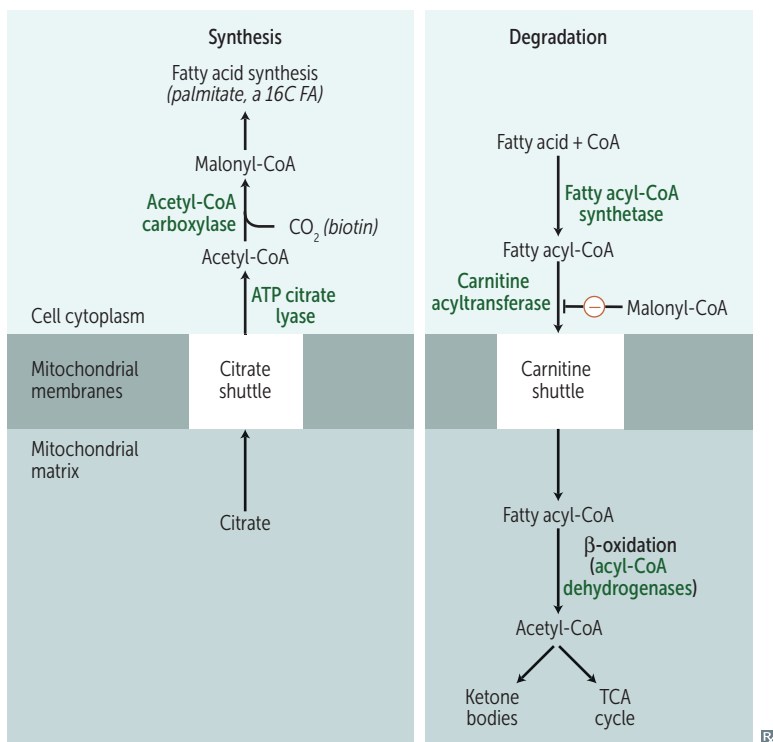 Synthesis
Fatty acid synthesis
(palmitate, a 16C FA)
Malonyl-CoA
Acetyl-CoA
carboxylase
CO2 (biotin)
Acetyl-CoA
ATP citrate
lyase
Cell cytoplasm
Mitochondrial
membranes
Citrate
shuttle
Mitochondrial
matrix
Citrate
Degradation
Fatty acid + CoA
Fatty acyl-CoA
synthetase
Fatty acyl-CoA
Carnitine
acyltransferase
–
Malonyl-CoA
Carnitine
shuttle
Fatty acyl-CoA
β-oxidation
(acyl-CoA
dehydrogenases)
Acetyl-CoA
Ketone
bodies
TCA
cycle